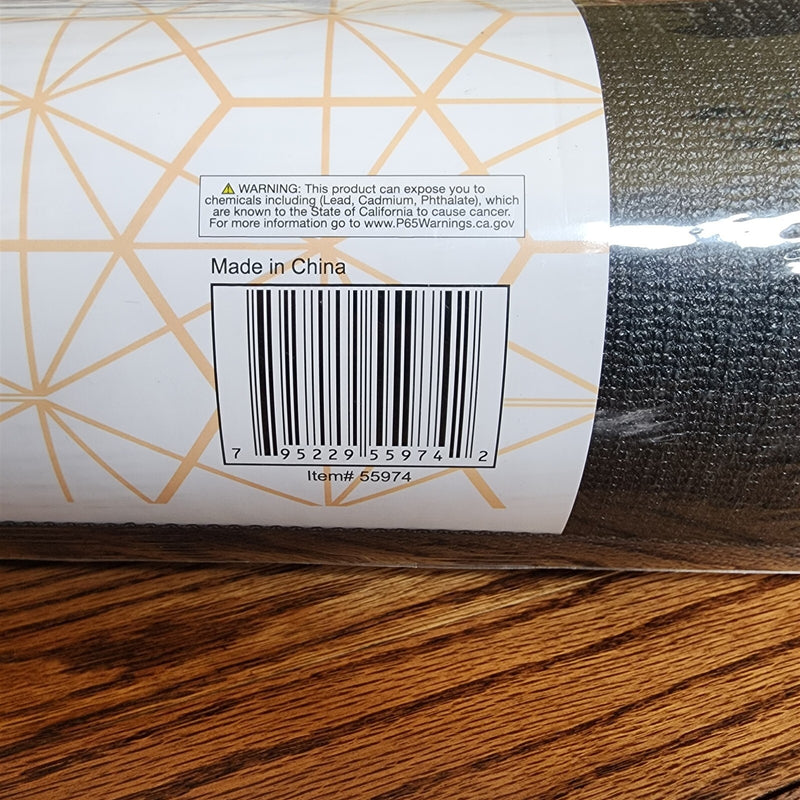 ⚠ WARNING: This product can expose you to
chemicals including (Lead, Cadmium, Phthalate), which
are known to the State of California to cause cancer.
For more information go to www.P65Warnings.ca.gov
Made in China
7 95229 55974 2
Item# 55974